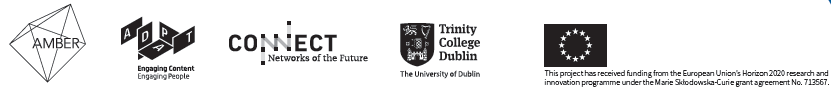 AMBER
ADAPT
Engaging Content
Engaging People
CONNECT
Networks of the Future
Trinity
College
Dublin
The University of Dublin
This project has received funding from the European Union's Horizon 2020 research and
innovation programme under the Marie Skłodowska-Curie grant agreement No. 713567.